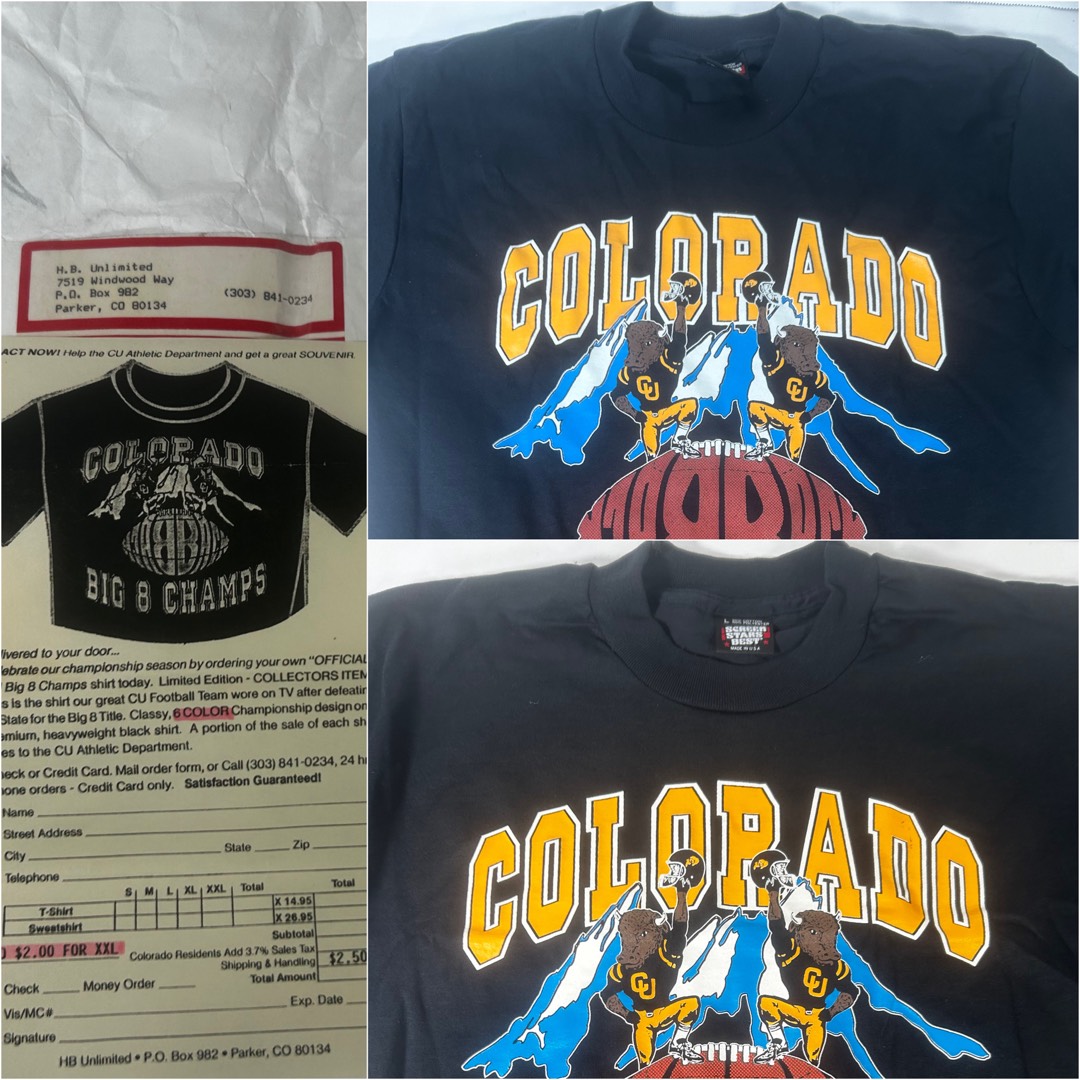 H.B. Unlimited
7519 Windwood Way
P.O. Box 982 (303) 841-0234
Parker, CO 80134
ACT NOW! Help the CU Athletic Department and get a great SOUVENIR.
COLORADO
BIG 8 CHAMPS
livered to your door...
ebrate our championship season by ordering your own "OFFICIAL
Big 8 Champs shirt today. Limited Edition - COLLECTORS ITEM
s is the shirt our great CU Football Team wore on TV after defeatin
State for the Big 8 Title. Classy, 6 COLOR Championship design on
emium, heavyweight black shirt. A portion of the sale of each sh
es to the CU Athletic Department.
eck or Credit Card. Mail order form, or Call (303) 841-0234, 24 h
one orders - Credit Card only. Satisfaction Guaranteed!
Name
Street Address
City State Zip
Telephone
S M L XL XXL Total Total
T-Shirt X 14.95
Sweatshirt X 26.95
Subtotal
$2.00 FOR XXL Colorado Residents Add 3.7% Sales Tax
Shipping & Handling $2.50
Total Amount
Check Money Order
Vis/MC# Exp. Date
Signature
HB Unlimited • P.O. Box 982 • Parker, CO 80134
COLORADO
CU CU
SCREEN
STARS
BEST
MADE IN U.S.A
COLORADO
CU CU